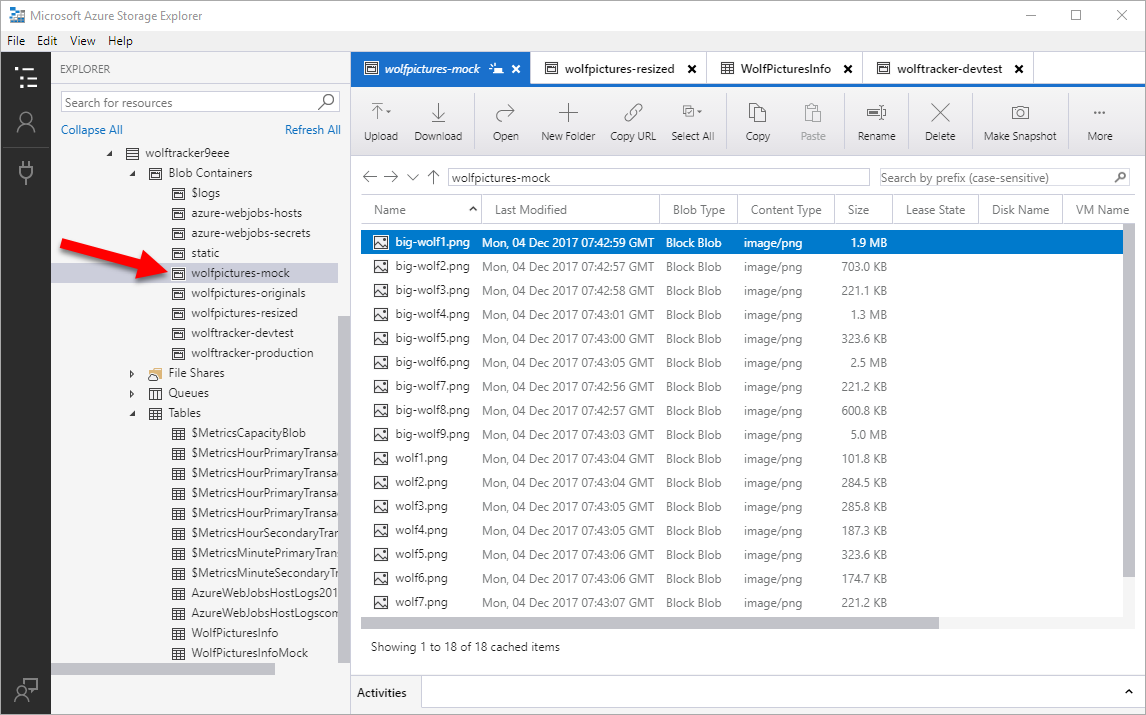 Microsoft Azure Storage Explorer
File Edit View Help
EXPLORER
Search for resources
Collapse All Refresh All
wolftracker9eee
Blob Containers
$logs
azure-webjobs-hosts
azure-webjobs-secrets
static
wolfpictures-mock
wolfpictures-originals
wolfpictures-resized
wolftracker-devtest
wolftracker-production
File Shares
Queues
Tables
$MetricsCapacityBlob
$MetricsHourPrimaryTransa
$MetricsHourPrimaryTransa
$MetricsHourPrimaryTransa
$MetricsHourPrimaryTransa
$MetricsHourSecondaryTran
$MetricsMinutePrimaryTran
$MetricsMinuteSecondaryTr
AzureWebJobsHostLogs201
AzureWebJobsHostLogscom
WolfPicturesInfo
WolfPicturesInfoMock
wolfpictures-mock wolfpictures-resized WolfPicturesInfo wolftracker-devtest
Upload Download Open New Folder Copy URL Select All Copy Paste Rename Delete Make Snapshot More
wolfpictures-mock Search by prefix (case-sensitive)
Name Last Modified Blob Type Content Type Size Lease State Disk Name VM Name
big-wolf1.png Mon, 04 Dec 2017 07:42:59 GMT Block Blob image/png 1.9 MB
big-wolf2.png Mon, 04 Dec 2017 07:42:57 GMT Block Blob image/png 703.0 KB
big-wolf3.png Mon, 04 Dec 2017 07:42:58 GMT Block Blob image/png 221.1 KB
big-wolf4.png Mon, 04 Dec 2017 07:43:01 GMT Block Blob image/png 1.3 MB
big-wolf5.png Mon, 04 Dec 2017 07:43:00 GMT Block Blob image/png 323.6 KB
big-wolf6.png Mon, 04 Dec 2017 07:43:05 GMT Block Blob image/png 2.5 MB
big-wolf7.png Mon, 04 Dec 2017 07:42:56 GMT Block Blob image/png 221.2 KB
big-wolf8.png Mon, 04 Dec 2017 07:42:57 GMT Block Blob image/png 600.8 KB
big-wolf9.png Mon, 04 Dec 2017 07:43:03 GMT Block Blob image/png 5.0 MB
wolf1.png Mon, 04 Dec 2017 07:43:04 GMT Block Blob image/png 101.8 KB
wolf2.png Mon, 04 Dec 2017 07:43:04 GMT Block Blob image/png 284.5 KB
wolf3.png Mon, 04 Dec 2017 07:43:05 GMT Block Blob image/png 285.8 KB
wolf4.png Mon, 04 Dec 2017 07:43:05 GMT Block Blob image/png 187.3 KB
wolf5.png Mon, 04 Dec 2017 07:43:06 GMT Block Blob image/png 323.6 KB
wolf6.png Mon, 04 Dec 2017 07:43:06 GMT Block Blob image/png 174.7 KB
wolf7.png Mon, 04 Dec 2017 07:43:07 GMT Block Blob image/png 221.2 KB
Showing 1 to 18 of 18 cached items
Activities